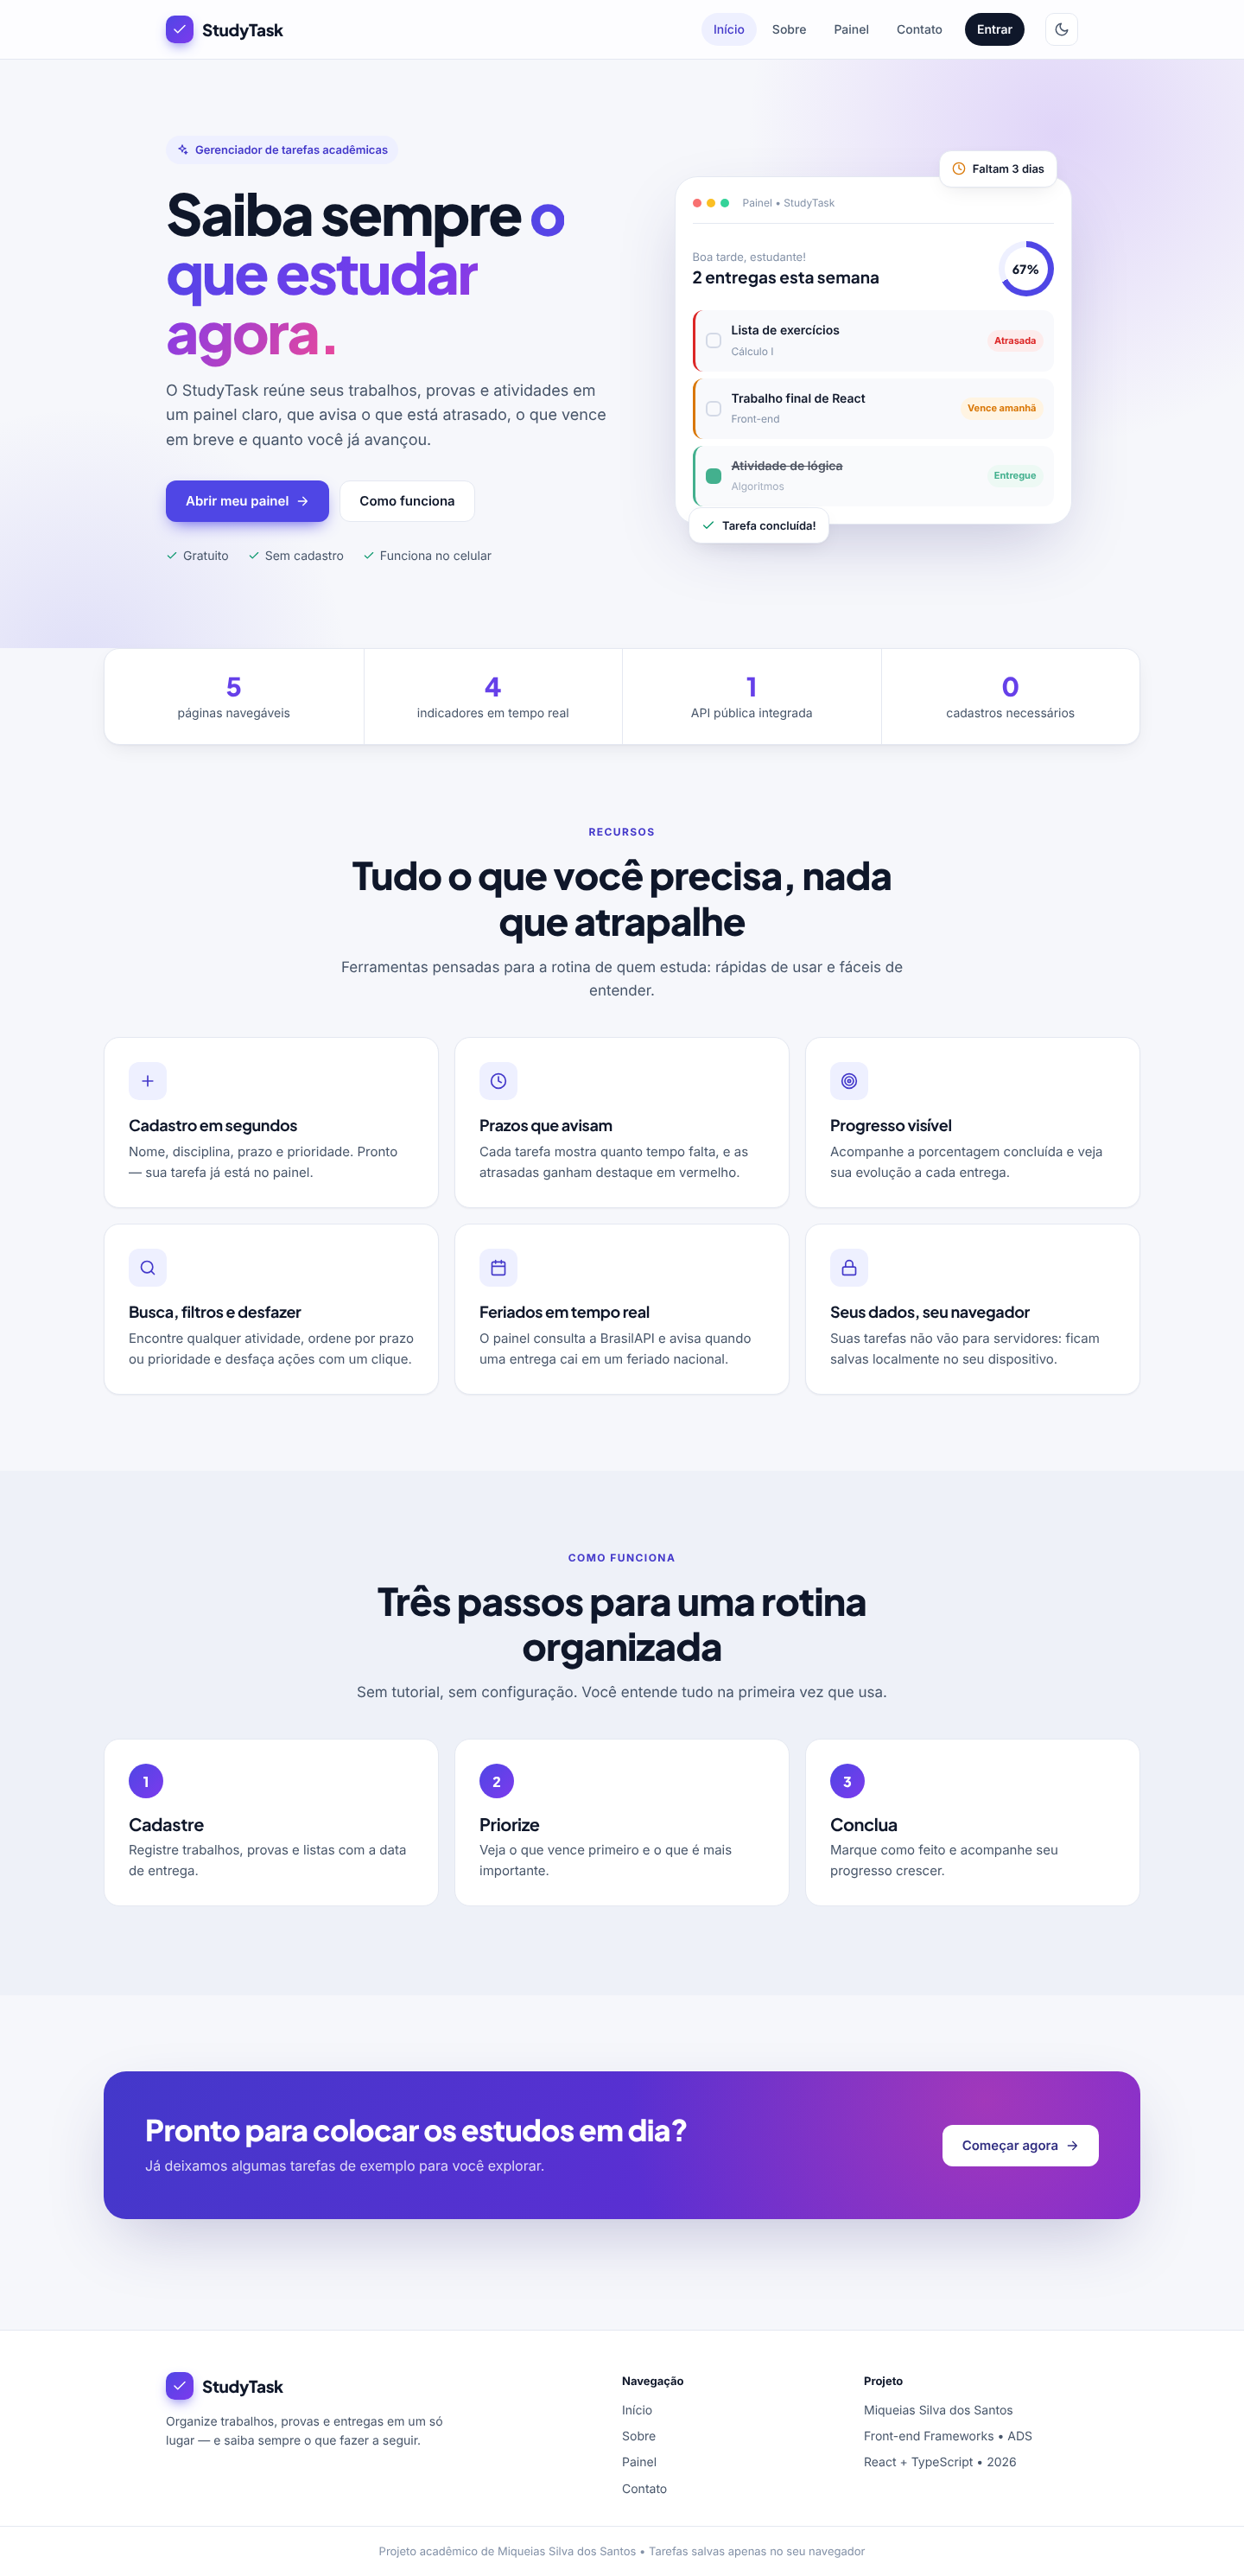 StudyTask
Início
Sobre
Painel
Contato
Entrar
Gerenciador de tarefas acadêmicas
Saiba sempre o
que estudar
agora.
O StudyTask reúne seus trabalhos, provas e atividades em
um painel claro, que avisa o que está atrasado, o que vence
em breve e quanto você já avançou.
Abrir meu painel →
Como funciona
Gratuito
Sem cadastro
Funciona no celular
Faltam 3 dias
Painel • StudyTask
Boa tarde, estudante!
2 entregas esta semana
67%
Lista de exercícios
Cálculo I
Atrasada
Trabalho final de React
Front-end
Vence amanhã
Atividade de lógica
Algoritmos
Entregue
Tarefa concluída!
5
páginas navegáveis
4
indicadores em tempo real
1
API pública integrada
0
cadastros necessários
RECURSOS
Tudo o que você precisa, nada
que atrapalhe
Ferramentas pensadas para a rotina de quem estuda: rápidas de usar e fáceis de
entender.
Cadastro em segundos
Nome, disciplina, prazo e prioridade. Pronto
— sua tarefa já está no painel.
Prazos que avisam
Cada tarefa mostra quanto tempo falta, e as
atrasadas ganham destaque em vermelho.
Progresso visível
Acompanhe a porcentagem concluída e veja
sua evolução a cada entrega.
Busca, filtros e desfazer
Encontre qualquer atividade, ordene por prazo
ou prioridade e desfaça ações com um clique.
Feriados em tempo real
O painel consulta a BrasilAPI e avisa quando
uma entrega cai em um feriado nacional.
Seus dados, seu navegador
Suas tarefas não vão para servidores: ficam
salvas localmente no seu dispositivo.
COMO FUNCIONA
Três passos para uma rotina
organizada
Sem tutorial, sem configuração. Você entende tudo na primeira vez que usa.
1
Cadastre
Registre trabalhos, provas e listas com a data
de entrega.
2
Priorize
Veja o que vence primeiro e o que é mais
importante.
3
Conclua
Marque como feito e acompanhe seu
progresso crescer.
Pronto para colocar os estudos em dia?
Já deixamos algumas tarefas de exemplo para você explorar.
Começar agora →
StudyTask
Organize trabalhos, provas e entregas em um só
lugar — e saiba sempre o que fazer a seguir.
Navegação
Início
Sobre
Painel
Contato
Projeto
Miqueias Silva dos Santos
Front-end Frameworks • ADS
React + TypeScript • 2026
Projeto acadêmico de Miqueias Silva dos Santos • Tarefas salvas apenas no seu navegador